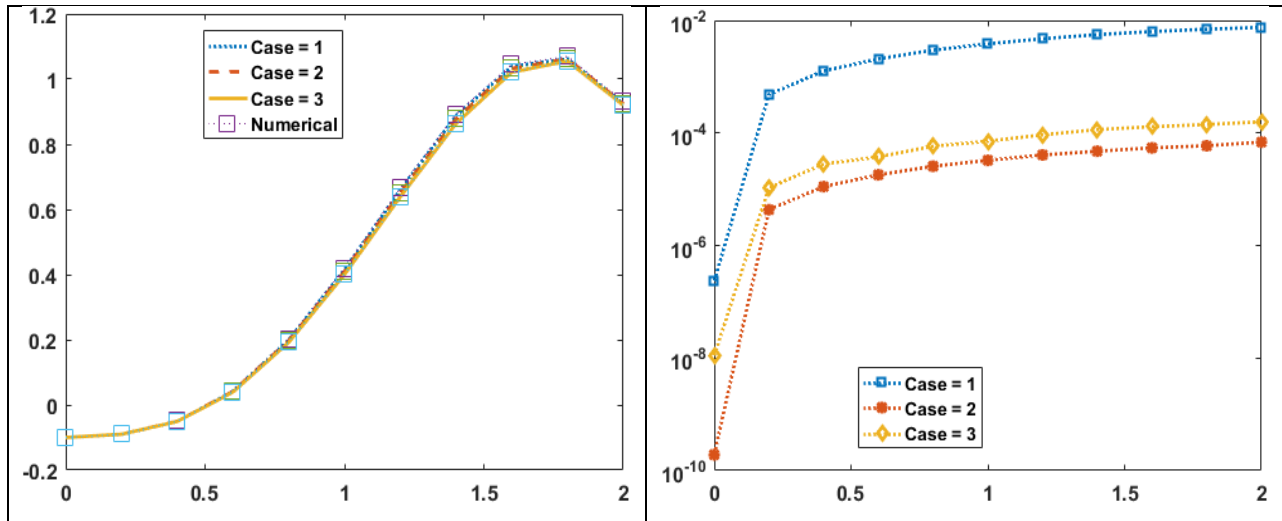 1.2
1
0.8
0.6
0.4
0.2
0
-0.2
0 0.5 1 1.5 2
Case = 1
Case = 2
Case = 3
Numerical
10-2
10-4
10-6
10-8
10-10
0 0.5 1 1.5 2
Case = 1
Case = 2
Case = 3